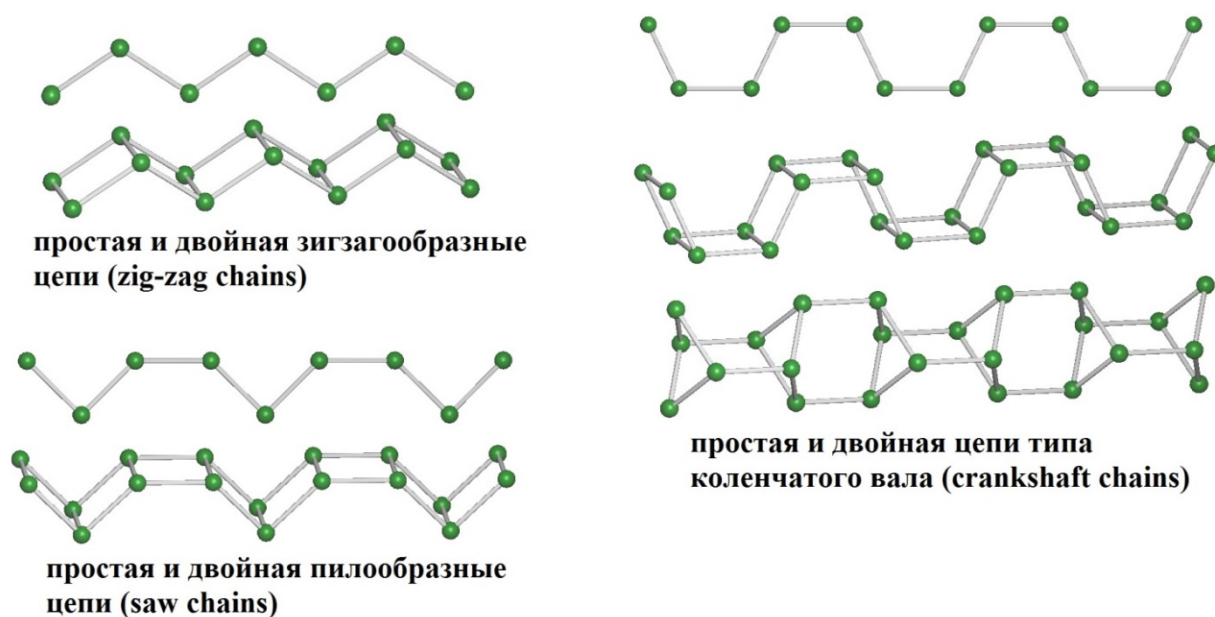 простая и двойная зигзагообразные
цепи (zig-zag chains)
простая и двойная пилообразные
цепи (saw chains)
простая и двойная цепи типа
коленчатого вала (crankshaft chains)